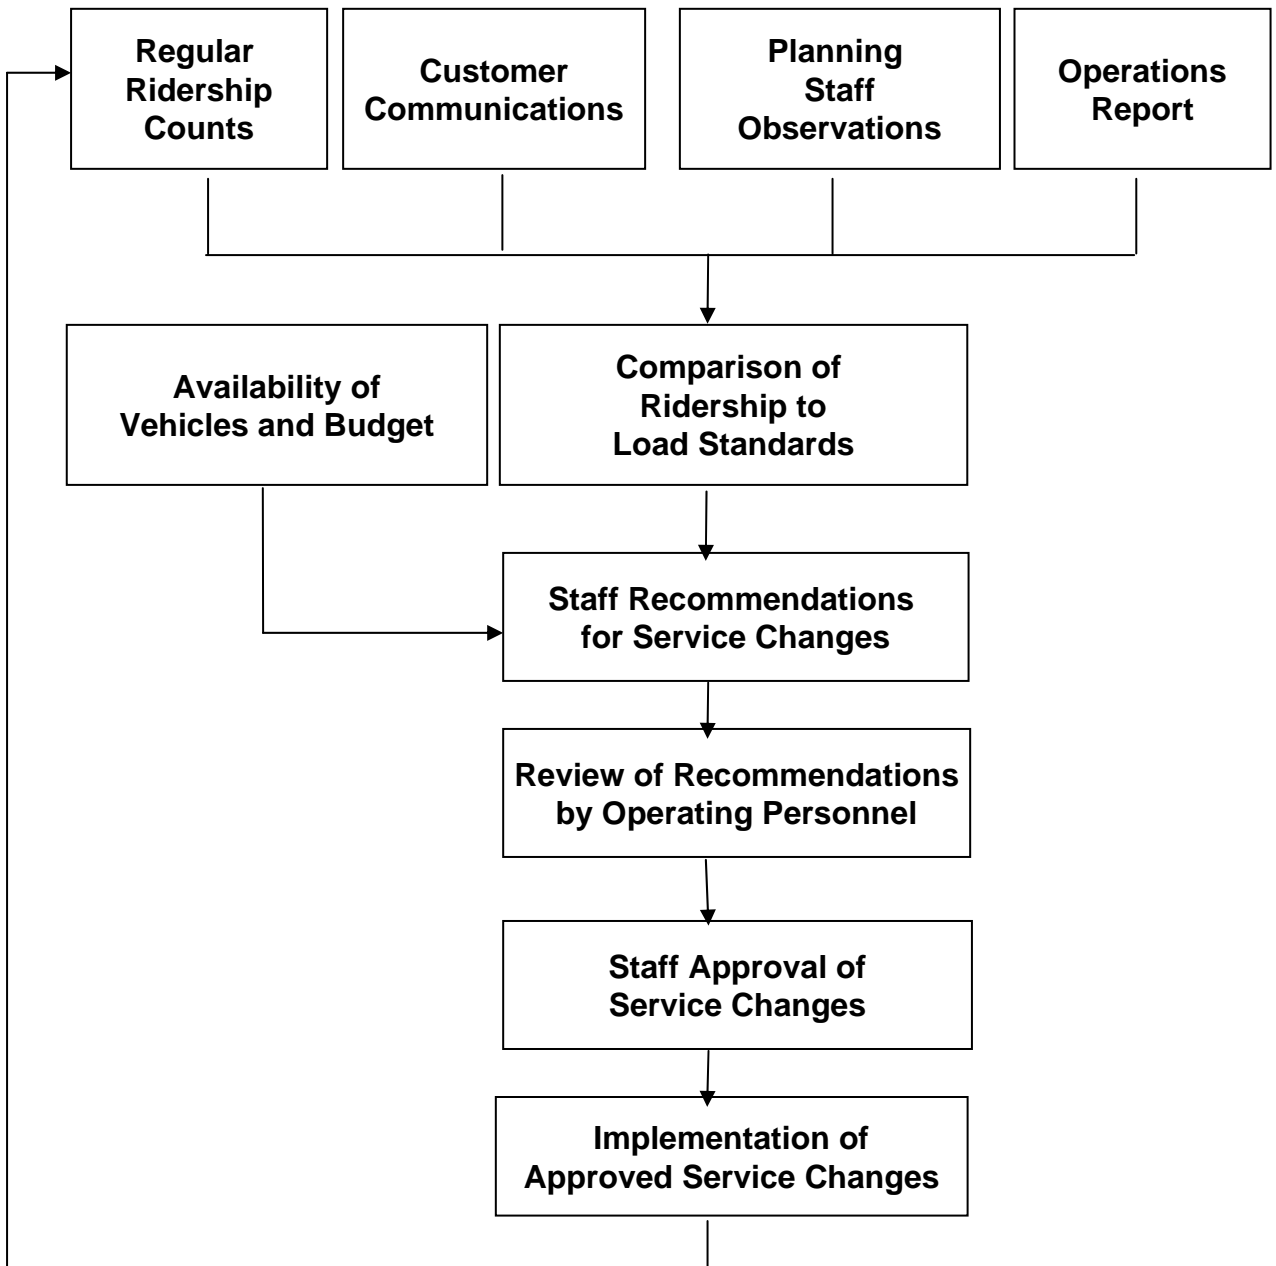 Regular
Ridership
Counts
Customer
Communications
Planning
Staff
Observations
Operations
Report
Availability of
Vehicles and Budget
Comparison of
Ridership to
Load Standards
Staff Recommendations
for Service Changes
Review of Recommendations
by Operating Personnel
Staff Approval of
Service Changes
Implementation of
Approved Service Changes